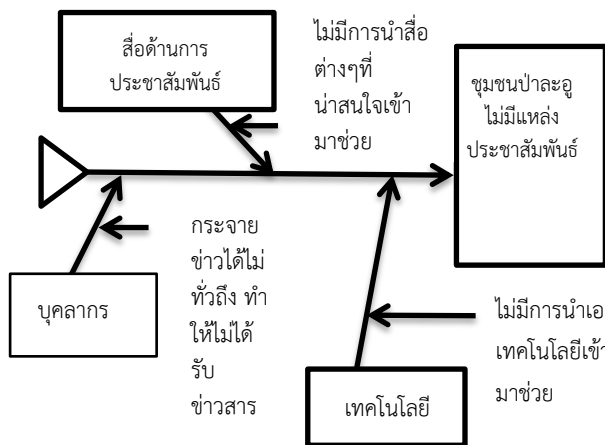 สื่อด้านการ
ประชาสัมพันธ์
ไม่มีการนำสื่อ
ต่างๆที่
น่าสนใจเข้า
มาช่วย
ชุมชนป่าละอู
ไม่มีแหล่ง
ประชาสัมพันธ์
บุคลากร
กระจาย
ข่าวได้ไม่
ทั่วถึง ทำ
ให้ไม่ได้
รับ
ข่าวสาร
เทคโนโลยี
ไม่มีการนำเอ
เทคโนโลยีเข้า
มาช่วย